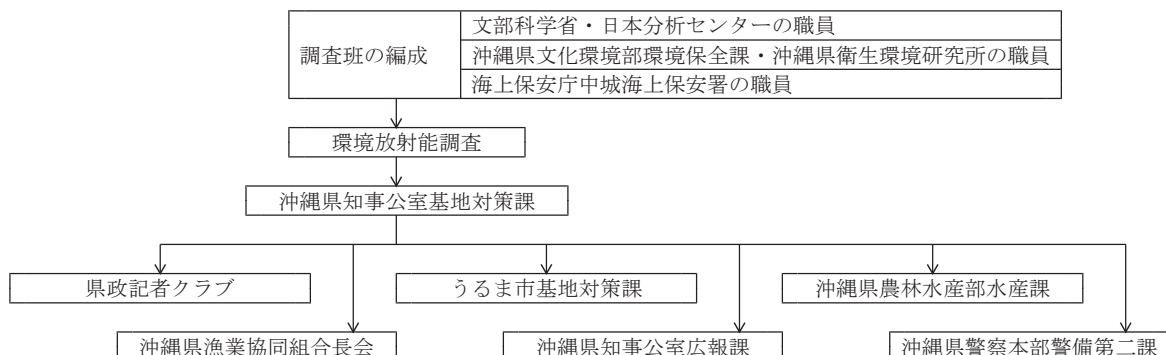 調査班の編成
文部科学省・日本分析センターの職員
沖縄県文化環境部環境保全課・沖縄県衛生環境研究所の職員
海上保安庁中城海上保安署の職員
環境放射能調査
沖縄県知事公室基地対策課
県政記者クラブ
うるま市基地対策課
沖縄県農林水産部水産課
沖縄県漁業協同組合長会
沖縄県知事公室広報課
沖縄県警察本部警備第二課